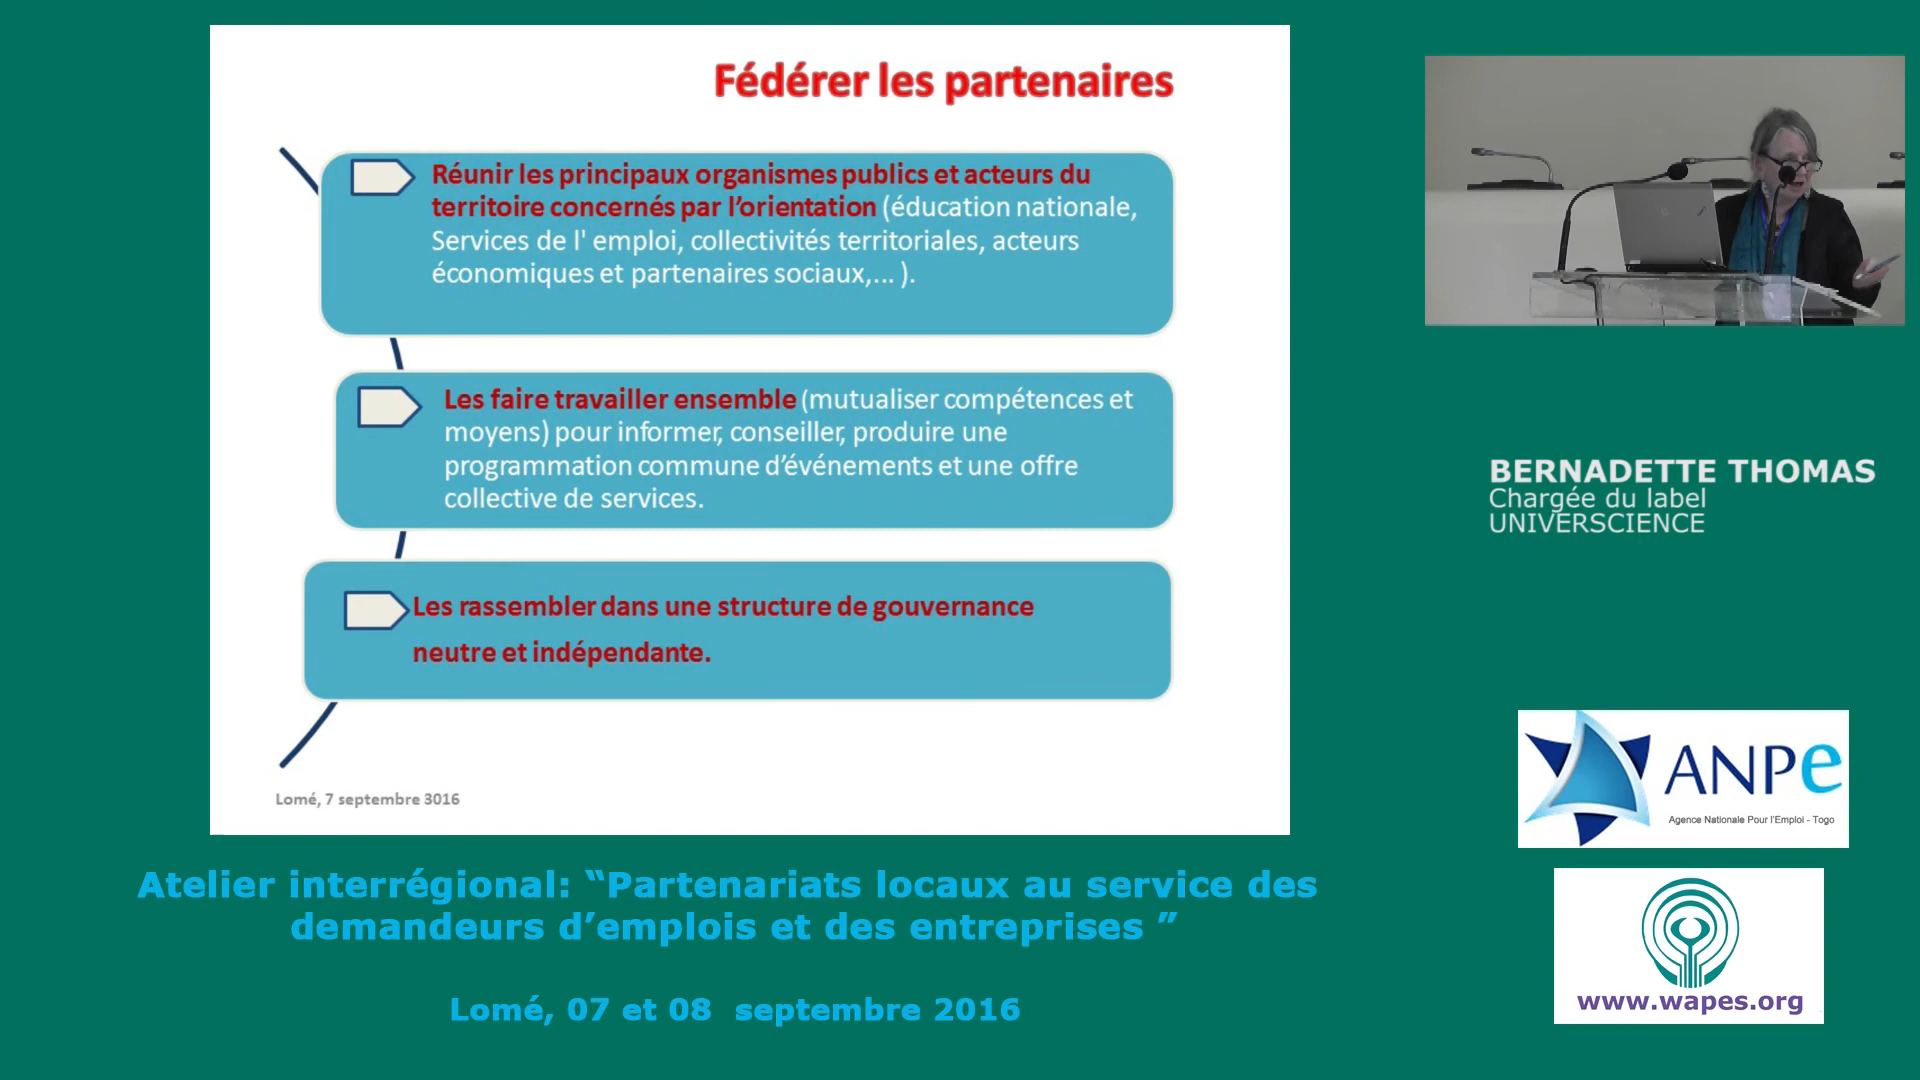 Fédérer les partenaires
Réunir les principaux organismes publics et acteurs du
territoire concernés par l'orientation (éducation nationale,
Services de l' emploi, collectivités territoriales, acteurs
économiques et partenaires sociaux,... ).
Les faire travailler ensemble (mutualiser compétences et
moyens) pour informer, conseiller, produire une
programmation commune d'événements et une offre
collective de services.
Les rassembler dans une structure de gouvernance
neutre et indépendante.
Lomé, 7 septembre 3016
BERNADETTE THOMAS
Chargée du label
UNIVERSCIENCE
ANPe
Agence Nationale Pour l'Emploi - Togo
www.wapes.org
Atelier interrégional: “Partenariats locaux au service des
demandeurs d’emplois et des entreprises ”
Lomé, 07 et 08 septembre 2016